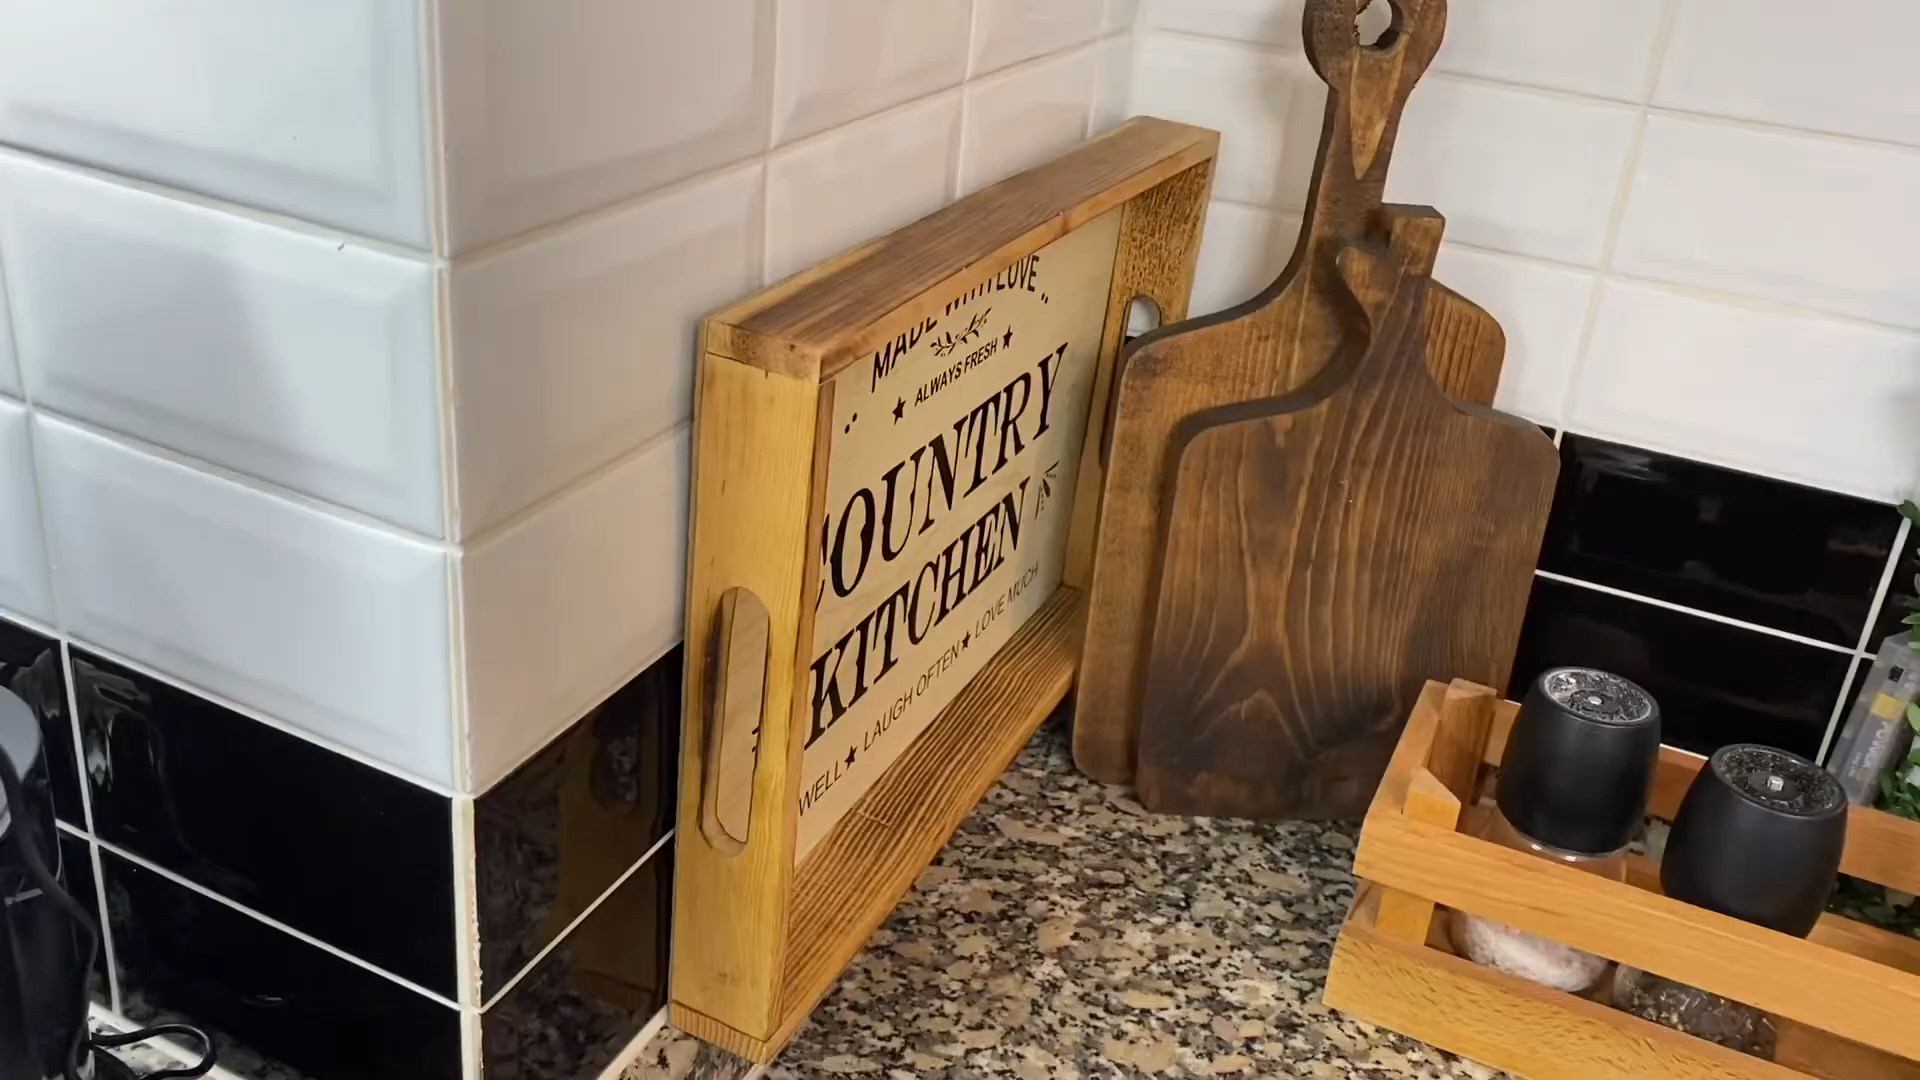 MADE WITH LOVE
ALWAYS FRESH
COUNTRY
KITCHEN
WELL ★ LAUGH OFTEN ★ LOVE MUCH